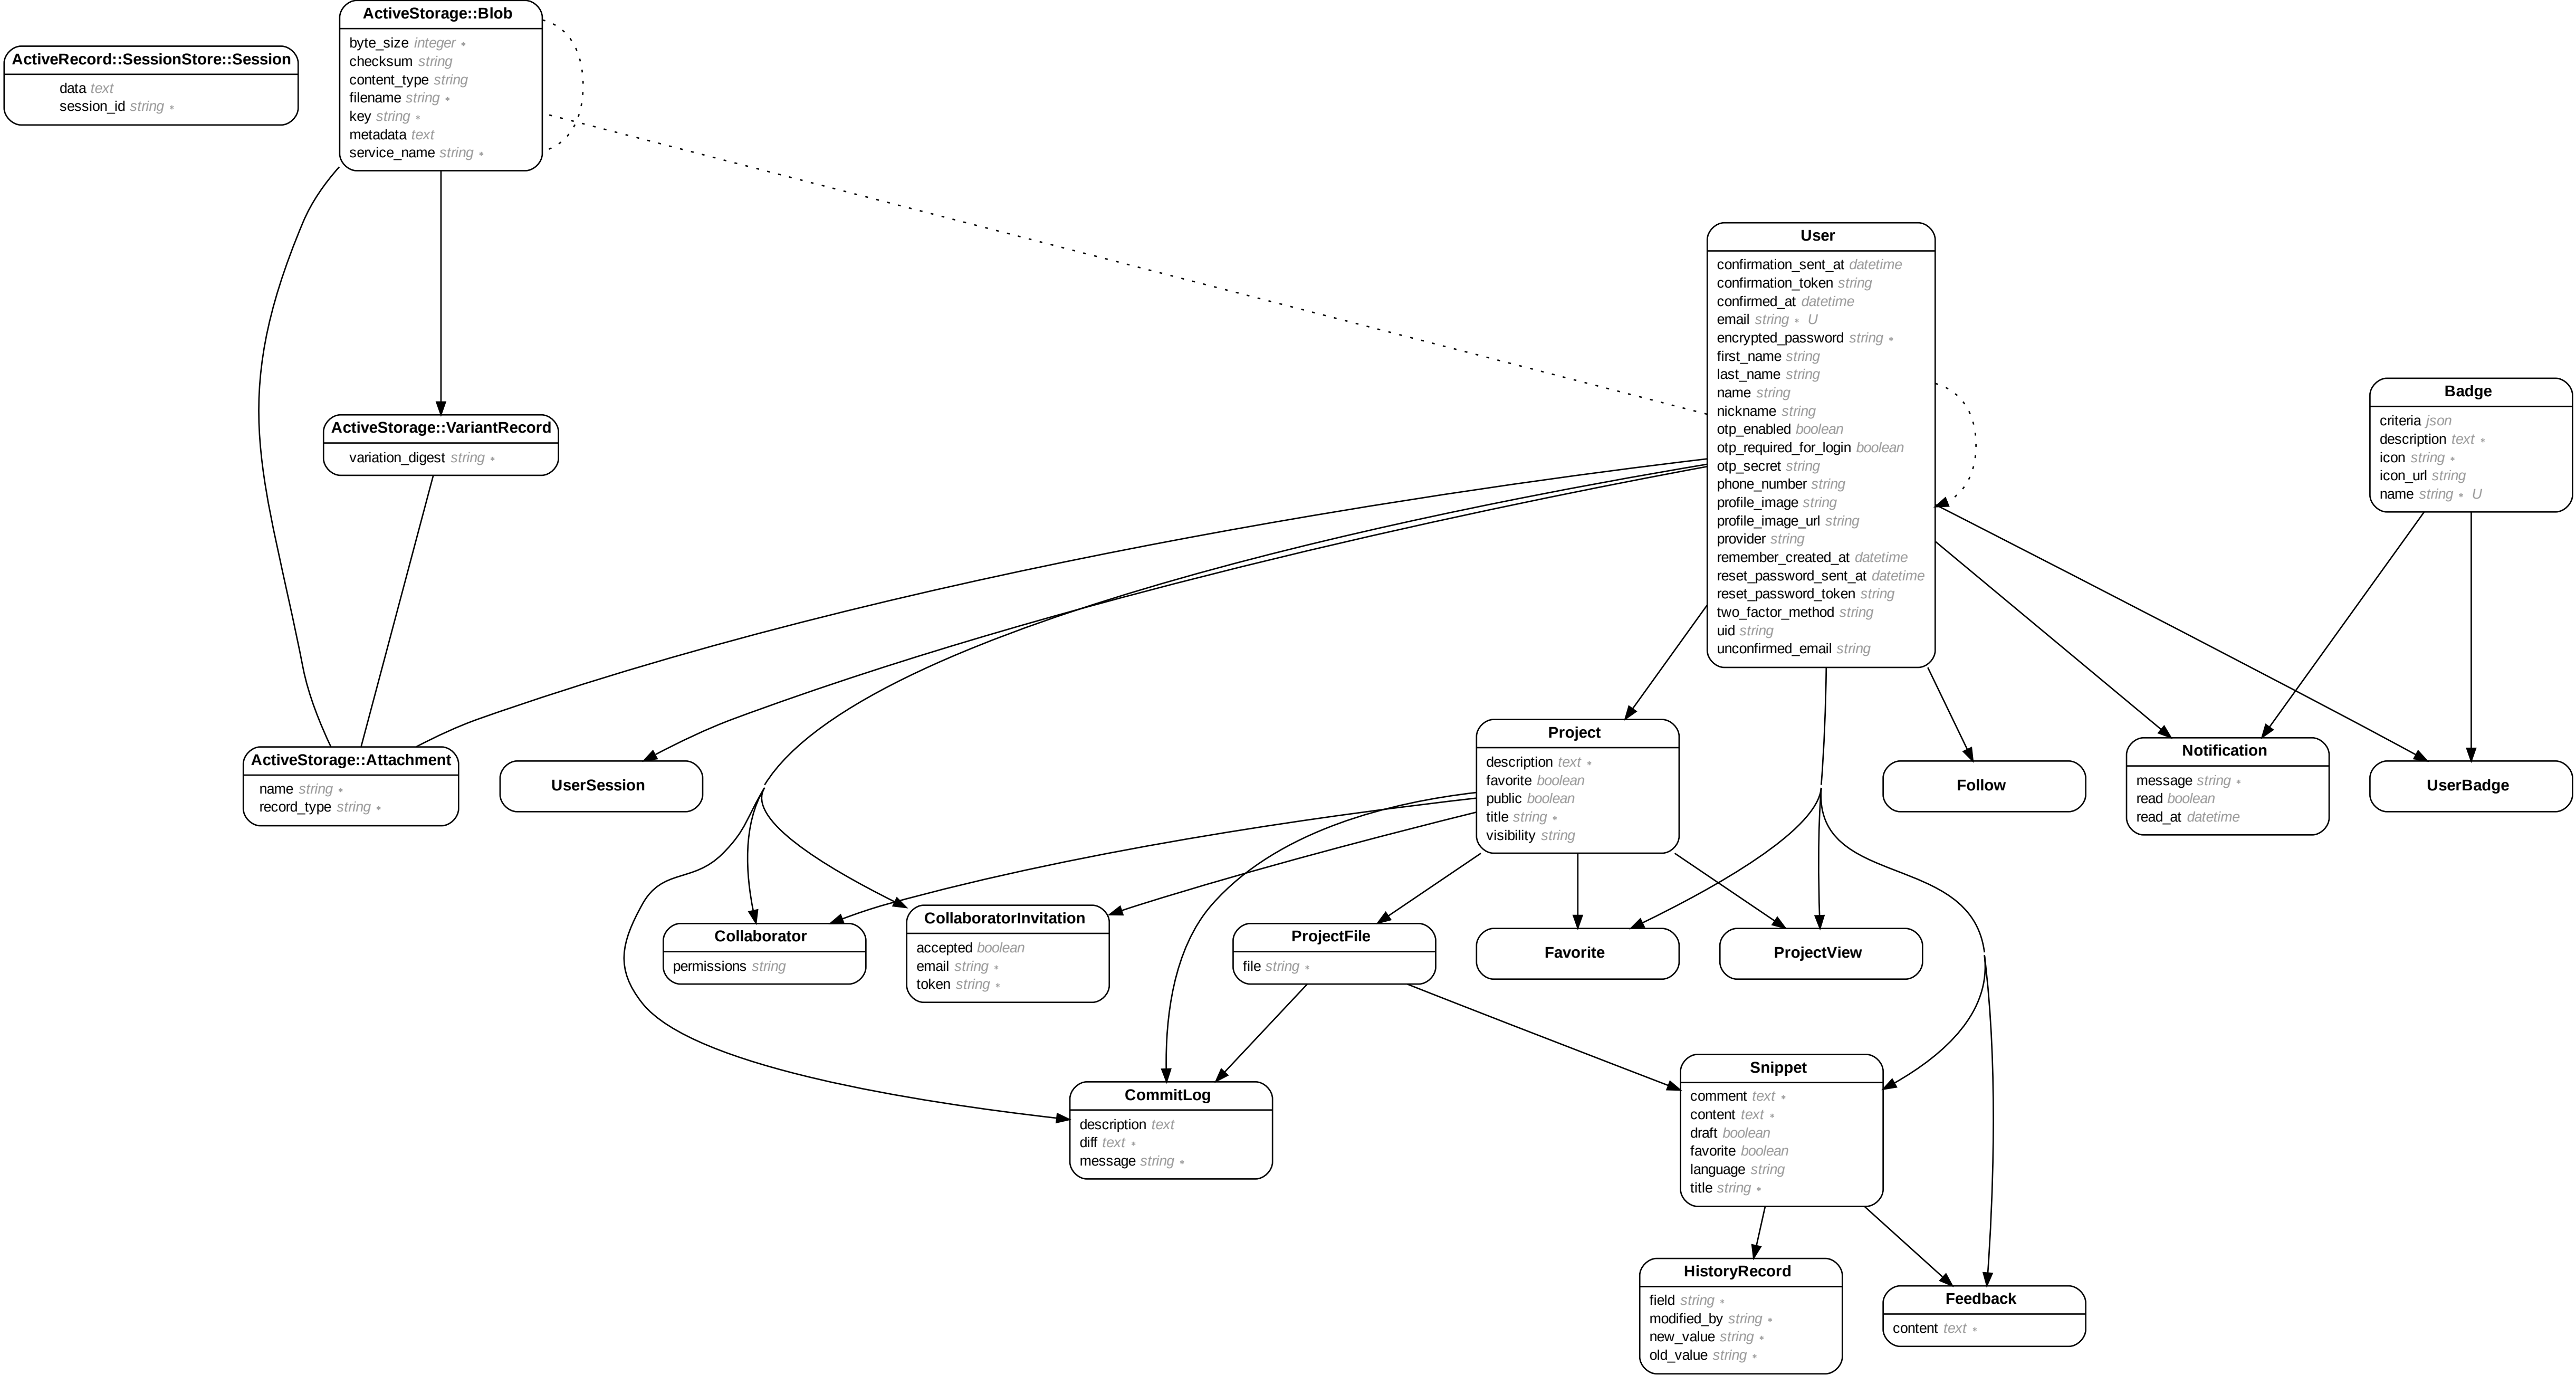 ActiveRecord::SessionStore::Session
data text
session_id string ∗
ActiveStorage::Blob
byte_size integer ∗
checksum string
content_type string
filename string ∗
key string ∗
metadata text
service_name string ∗
User
confirmation_sent_at datetime
confirmation_token string
confirmed_at datetime
email string ∗ U
encrypted_password string ∗
first_name string
last_name string
name string
nickname string
otp_enabled boolean
otp_required_for_login boolean
otp_secret string
phone_number string
profile_image string
profile_image_url string
provider string
remember_created_at datetime
reset_password_sent_at datetime
reset_password_token string
two_factor_method string
uid string
unconfirmed_email string
Badge
criteria json
description text ∗
icon string ∗
icon_url string
name string ∗ U
ActiveStorage::VariantRecord
variation_digest string ∗
ActiveStorage::Attachment
name string ∗
record_type string ∗
UserSession
Project
description text ∗
favorite boolean
public boolean
title string ∗
visibility string
Follow
Notification
message string ∗
read boolean
read_at datetime
UserBadge
Collaborator
permissions string
CollaboratorInvitation
accepted boolean
email string ∗
token string ∗
ProjectFile
file string ∗
Favorite
ProjectView
CommitLog
description text
diff text ∗
message string ∗
Snippet
comment text ∗
content text ∗
draft boolean
favorite boolean
language string
title string ∗
HistoryRecord
field string ∗
modified_by string ∗
new_value string ∗
old_value string ∗
Feedback
content text ∗